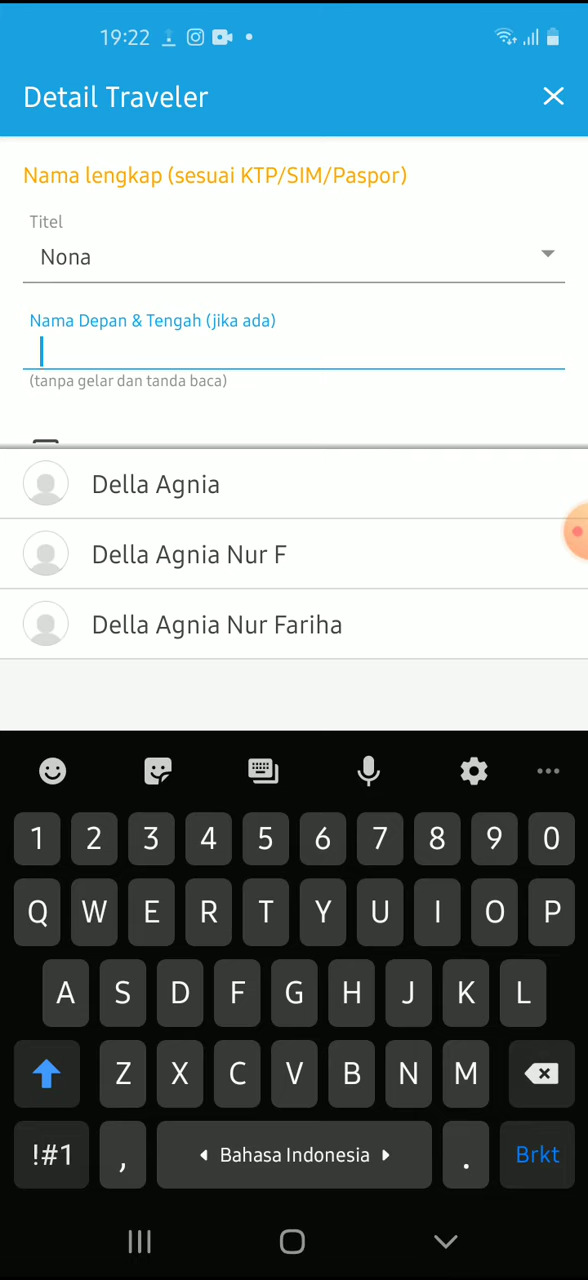 19:22
Detail Traveler
Nama lengkap (sesuai KTP/SIM/Paspor)
Titel
Nona
Nama Depan & Tengah (jika ada)
(tanpa gelar dan tanda baca)
Della Agnia
Della Agnia Nur F
Della Agnia Nur Fariha
1 2 3 4 5 6 7 8 9 0
Q W E R T Y U I O P
A S D F G H J K L
Z X C V B N M
!#1 , Bahasa Indonesia . Brkt